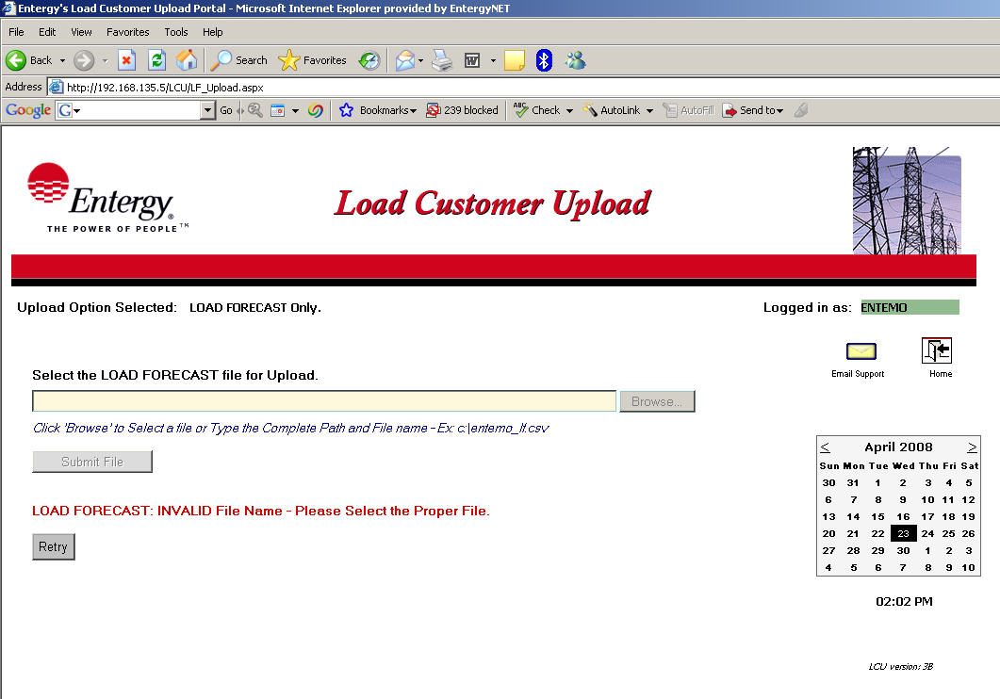 Entergy's Load Customer Upload Portal - Microsoft Internet Explorer provided by EntergyNET
File Edit View Favorites Tools Help
Back Search Favorites
Address http://192.168.135.5/LCU/LF_Upload.aspx
Google G Go Bookmarks 239 blocked ABC Check AutoLink AutoFill Send to
Entergy®
THE POWER OF PEOPLE™
Load Customer Upload
Upload Option Selected: LOAD FORECAST Only.
Logged in as: ENTEMO
Email Support
Home
Select the LOAD FORECAST file for Upload.
Browse...
Click 'Browse' to Select a file or Type the Complete Path and File name - Ex: c:\entemo_lf.csv
Submit File
LOAD FORECAST: INVALID File Name - Please Select the Proper File.
Retry
< April 2008 >
Sun Mon Tue Wed Thu Fri Sat
30 31 1 2 3 4 5
6 7 8 9 10 11 12
13 14 15 16 17 18 19
20 21 22 23 24 25 26
27 28 29 30 1 2 3
4 5 6 7 8 9 10
02:02 PM
LCU version: 3B